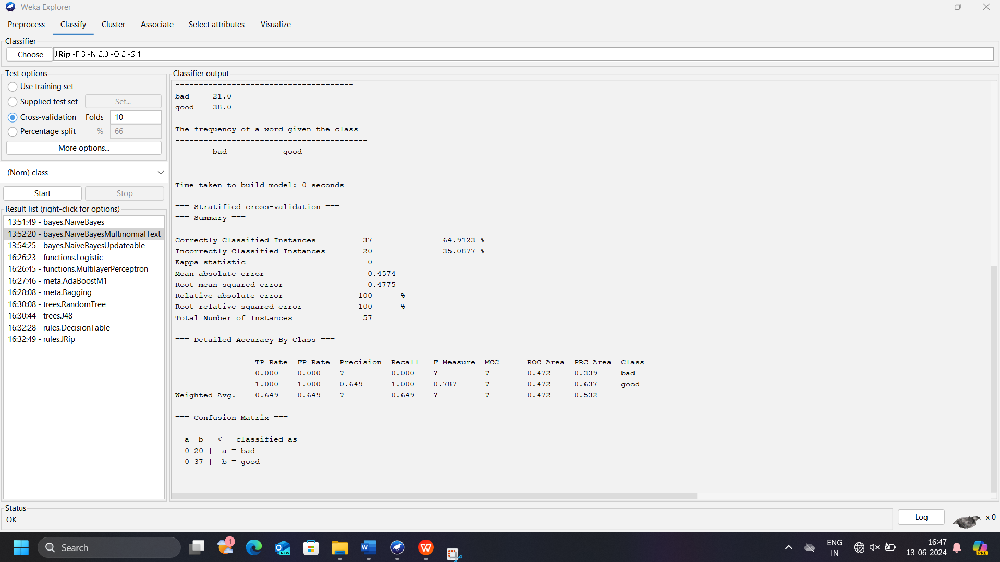 Weka Explorer
Preprocess Classify Cluster Associate Select attributes Visualize
Classifier
Choose JRip -F 3 -N 2.0 -O 2 -S 1
Test options
Use training set
Supplied test set Set...
Cross-validation Folds 10
Percentage split % 66
More options...
(Nom) class
Start Stop
Result list (right-click for options)
13:51:49 - bayes.NaiveBayes
13:52:20 - bayes.NaiveBayesMultinomialText
13:54:25 - bayes.NaiveBayesUpdateable
16:26:23 - functions.Logistic
16:26:45 - functions.MultilayerPerceptron
16:27:46 - meta.AdaBoostM1
16:28:08 - meta.Bagging
16:30:08 - trees.RandomTree
16:30:44 - trees.J48
16:32:28 - rules.DecisionTable
16:32:49 - rules.JRip
Classifier output
--------------------------------------
bad 21.0
good 38.0
The frequency of a word given the class
-----------------------------------------
bad good
Time taken to build model: 0 seconds
=== Stratified cross-validation ===
=== Summary ===
Correctly Classified Instances 37 64.9123 %
Incorrectly Classified Instances 20 35.0877 %
Kappa statistic 0
Mean absolute error 0.4574
Root mean squared error 0.4775
Relative absolute error 100 %
Root relative squared error 100 %
Total Number of Instances 57
=== Detailed Accuracy By Class ===
TP Rate FP Rate Precision Recall F-Measure MCC ROC Area PRC Area Class
0.000 0.000 ? 0.000 ? ? 0.472 0.339 bad
1.000 1.000 0.649 1.000 0.787 ? 0.472 0.637 good
Weighted Avg. 0.649 0.649 ? 0.649 ? ? 0.472 0.532
=== Confusion Matrix ===
a b <-- classified as
0 20 | a = bad
0 37 | b = good
Status
OK
Log x 0
Search
1
NEW
ENG
IN
16:47
13-06-2024
PRE